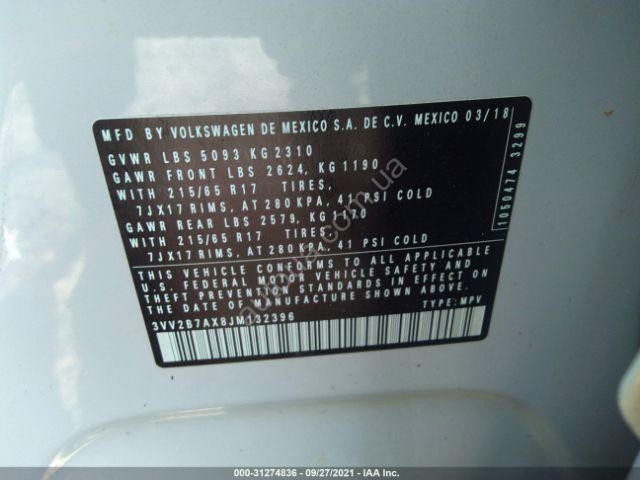 MFD BY VOLKSWAGEN DE MEXICO S.A. DE C.V. MEXICO 03/18
GVWR LBS 5093 KG 2310
GAWR FRONT LBS 2624, KG 1190
WITH 215/65 R17 TIRES,
7JX17 RIMS, AT 280 KPA, 41 PSI COLD
GAWR REAR LBS 2579, KG 1170
WITH 215/65 R17 TIRES,
7JX17 RIMS, AT 280 KPA, 41 PSI COLD
THIS VEHICLE CONFORMS TO ALL APPLICABLE
U.S. FEDERAL MOTOR VEHICLE SAFETY AND
THEFT PREVENTION STANDARDS IN EFFECT ON
THE DATE OF MANUFACTURE SHOWN ABOVE.
3VV2B7AX8JM132396 TYPE: MPV
1050474 3299
000-31274836 - 09/27/2021 - IAA Inc.